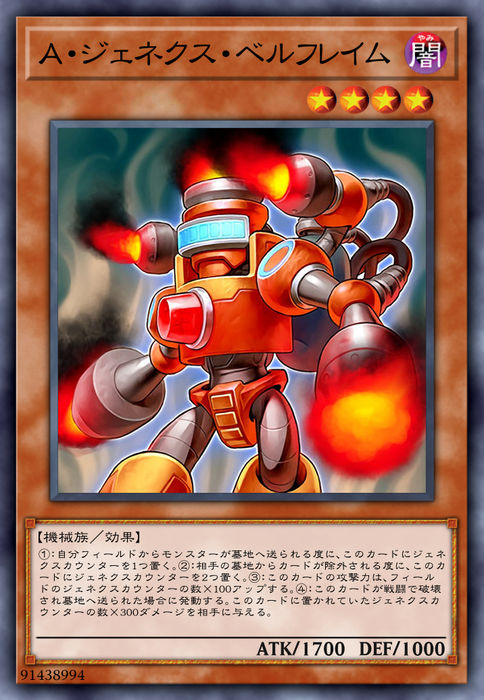 A・ジェネクス・ベルフレイム
やみ
闇
【機械族／効果】
①:自分フィールドからモンスターが墓地へ送られる度に、このカードにジェネ
クスカウンターを1つ置く。②:相手の墓地からカードが除外される度に、このカー
ドにジェネクスカウンターを2つ置く。③:このカードの攻撃力は、フィール
ドのジェネクスカウンターの数×100アップする。④:このカードが戦闘で破壊
され墓地へ送られた場合に発動する。このカードに置かれていたジェネクスカ
ウンターの数×300ダメージを相手に与える。
ATK/1700 DEF/1000
91438994